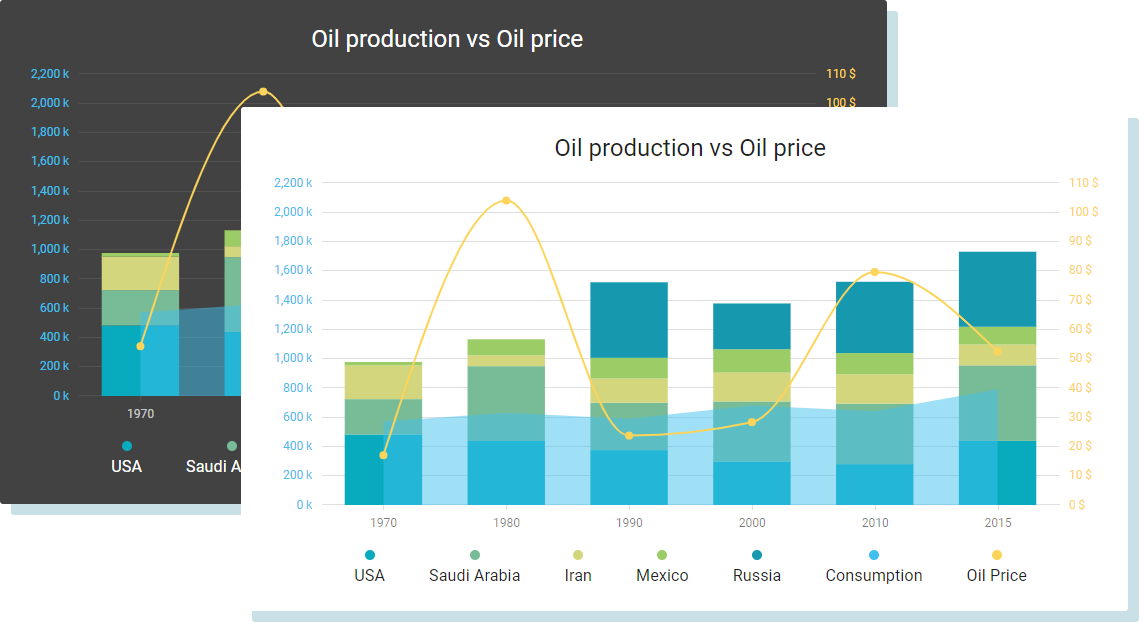 Oil production vs Oil price
2,200 k
2,000 k
1,800 k
1,600 k
1,400 k
1,200 k
1,000 k
800 k
600 k
400 k
200 k
0 k
110 $
100 $
1970
USA
Saudi A
Oil production vs Oil price
2,200 k
2,000 k
1,800 k
1,600 k
1,400 k
1,200 k
1,000 k
800 k
600 k
400 k
200 k
0 k
110 $
100 $
90 $
80 $
70 $
60 $
50 $
40 $
30 $
20 $
10 $
0 $
1970 1980 1990 2000 2010 2015
USA Saudi Arabia Iran Mexico Russia Consumption Oil Price